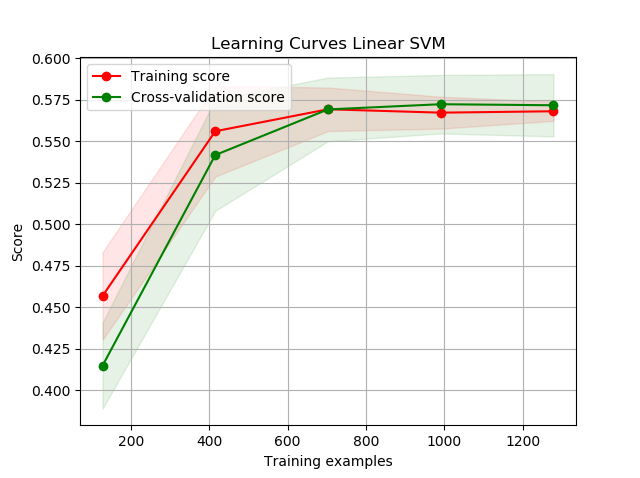 Learning Curves Linear SVM
0.600
0.575
0.550
0.525
0.500
0.475
0.450
0.425
0.400
Score
Training score
Cross-validation score
200 400 600 800 1000 1200
Training examples